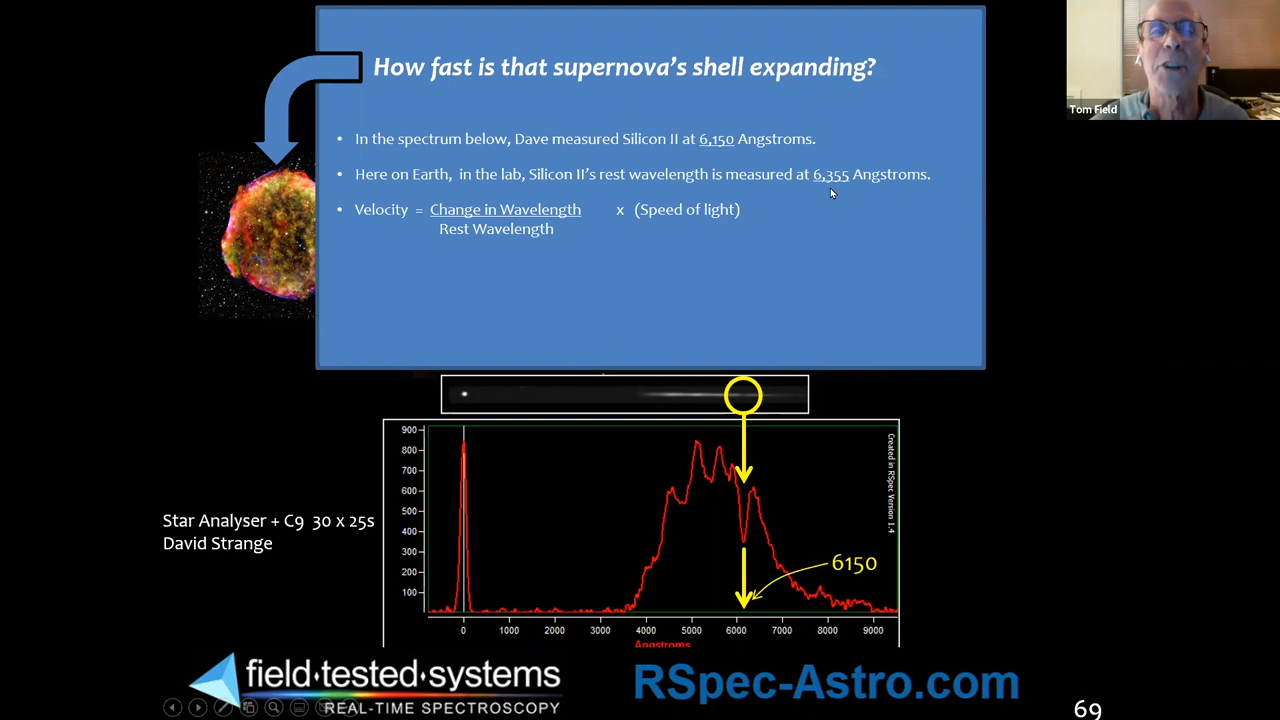 How fast is that supernova's shell expanding?
Tom Field
• In the spectrum below, Dave measured Silicon II at 6,150 Angstroms.
• Here on Earth, in the lab, Silicon II's rest wavelength is measured at 6,355 Angstroms.
• Velocity = Change in Wavelength x (Speed of light)
Rest Wavelength
900
800
700
600
500
400
300
200
100
0 1000 2000 3000 4000 5000 6000 7000 8000 9000
Angstroms
Created in RSpec Version 1.4
6150
Star Analyser + C9 30 x 25s
David Strange
field·tested·systems
REAL-TIME SPECTROSCOPY
RSpec-Astro.com
69